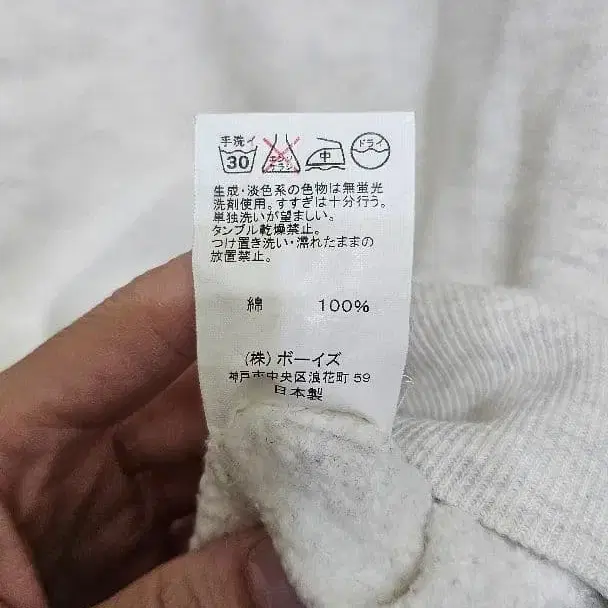 手洗イ
30 エンソサラシ 中 ドライ
生成・淡色系の色物は無蛍光
洗剤使用。すすぎは十分行う。
単独洗いが望ましい。
タンブル乾燥禁止。
つけ置き洗い・濡れたままの
放置禁止。
綿 100%
(株) ボーイズ
神戸市中央区浪花町 59
日本製